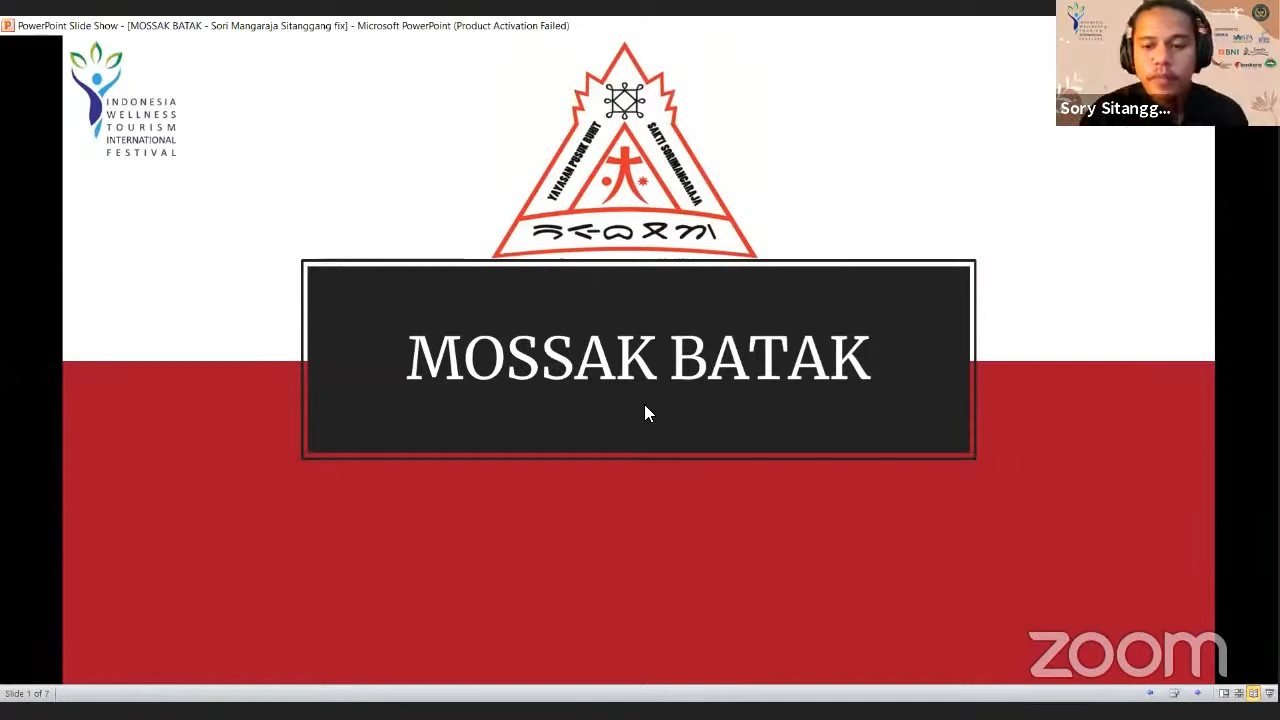 PowerPoint Slide Show - [MOSSAK BATAK - Sori Mangaraja Sitanggang fix] - Microsoft PowerPoint (Product Activation Failed)
INDONESIA
WELLNESS
TOURISM
INTERNATIONAL
FESTIVAL
YAYASAN PUSUK BUHIT
SAKTI SORIMANGARAJA
BNI
Sory Sitangg...
MOSSAK BATAK
zoom
Slide 1 of 7